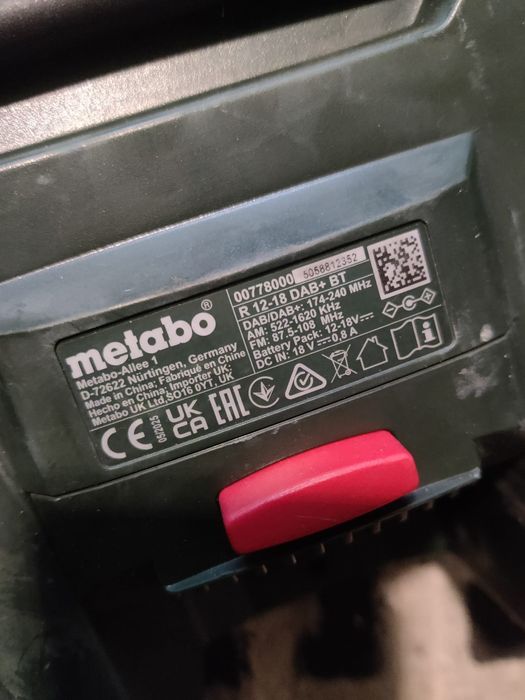 metabo®
Metabo-Allee 1
D-72622 Nürtingen, Germany
Made in China; Fabriqué en Chine
Hecho en China; Importer UK:
Metabo UK Ltd, SO16 0YT, UK
CE
052025
UK
CA
EAC
00778000 5058812352
R 12-18 DAB+ BT
DAB/DAB+: 174-240 MHz
AM: 522-1620 KHz
FM: 87.5-108 MHz
Battery Pack: 12-18V⎓
DC IN: 18 V⎓0,8 A